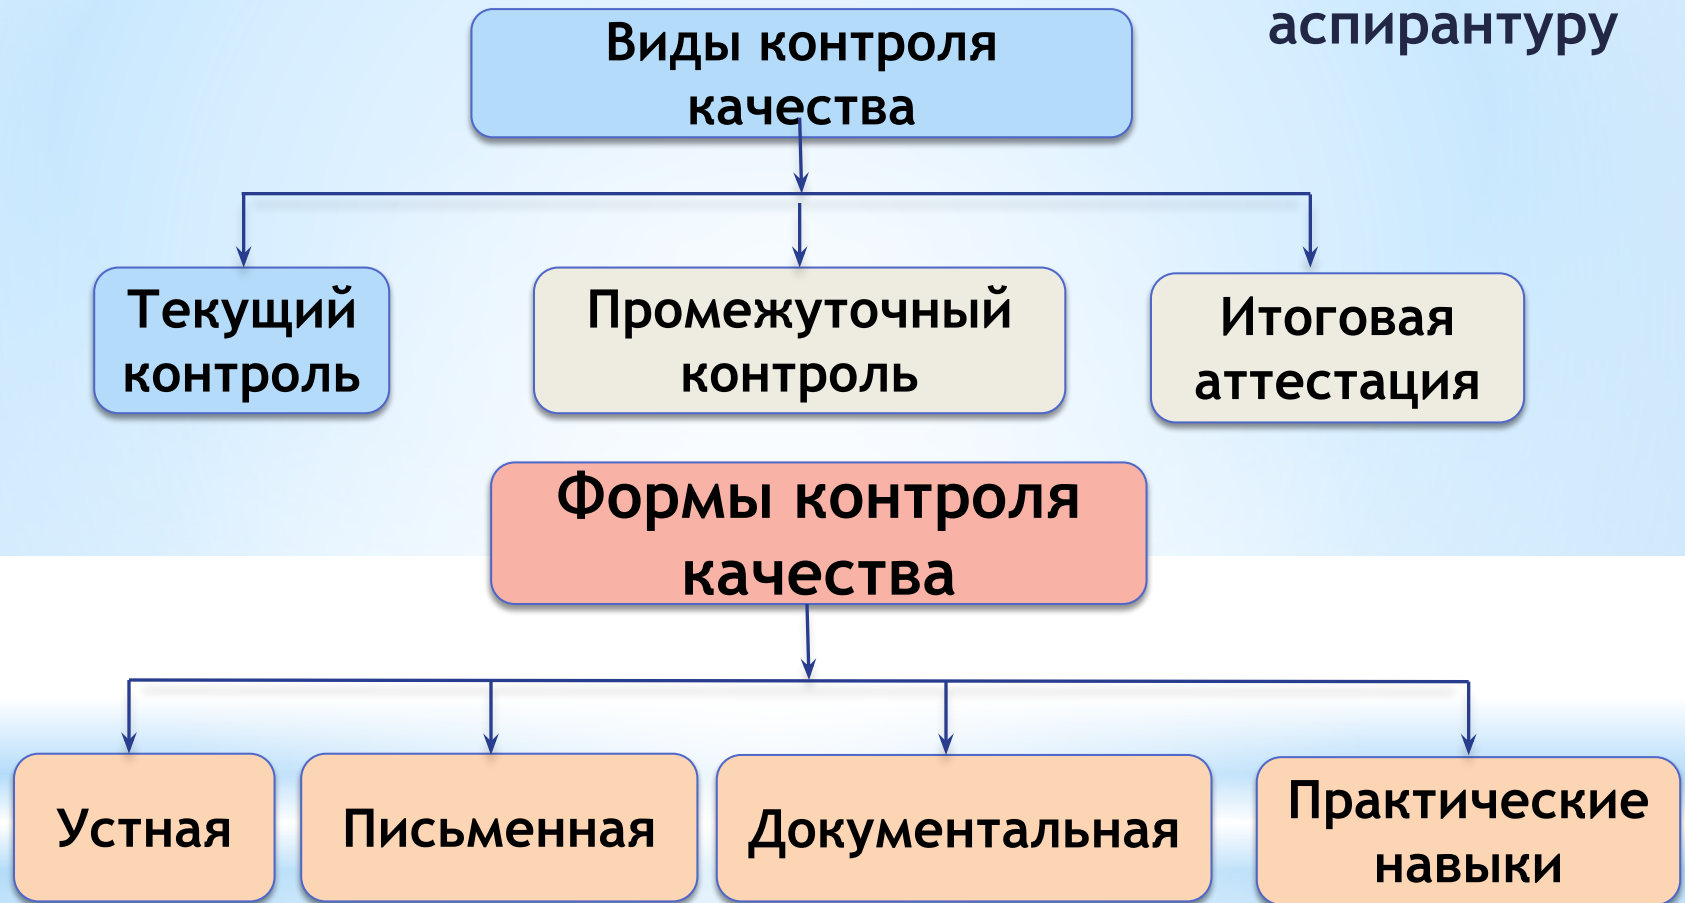 аспирантуру
Виды контроля
качества
Текущий
контроль
Промежуточный
контроль
Итоговая
аттестация
Формы контроля
качества
Устная
Письменная
Документальная
Практические
навыки